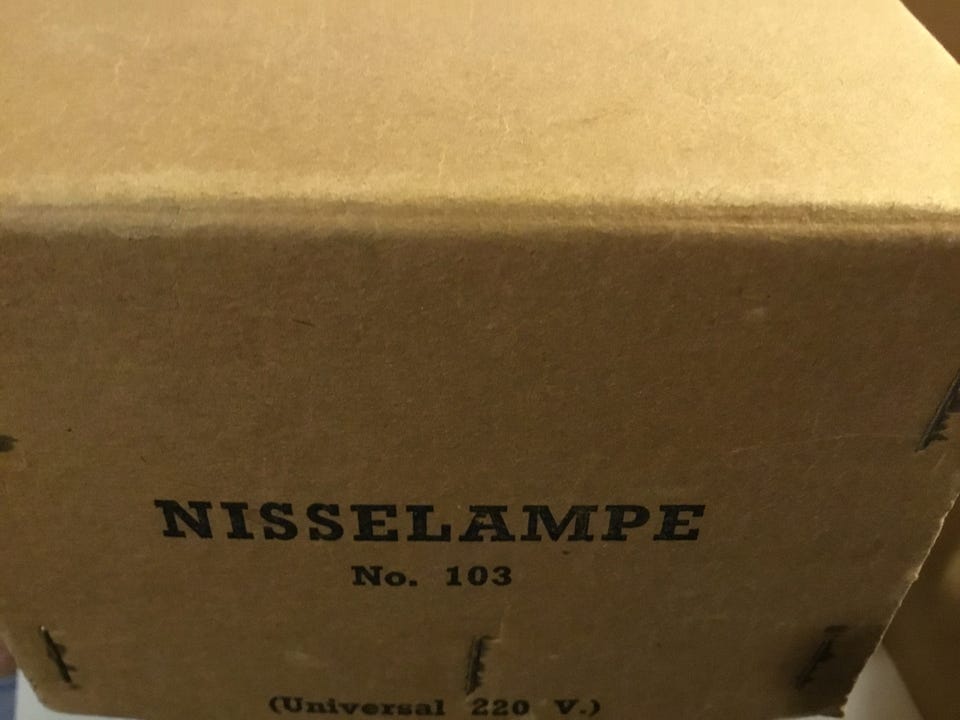 NISSELAMPE
No. 103
(Universal 220 V.)